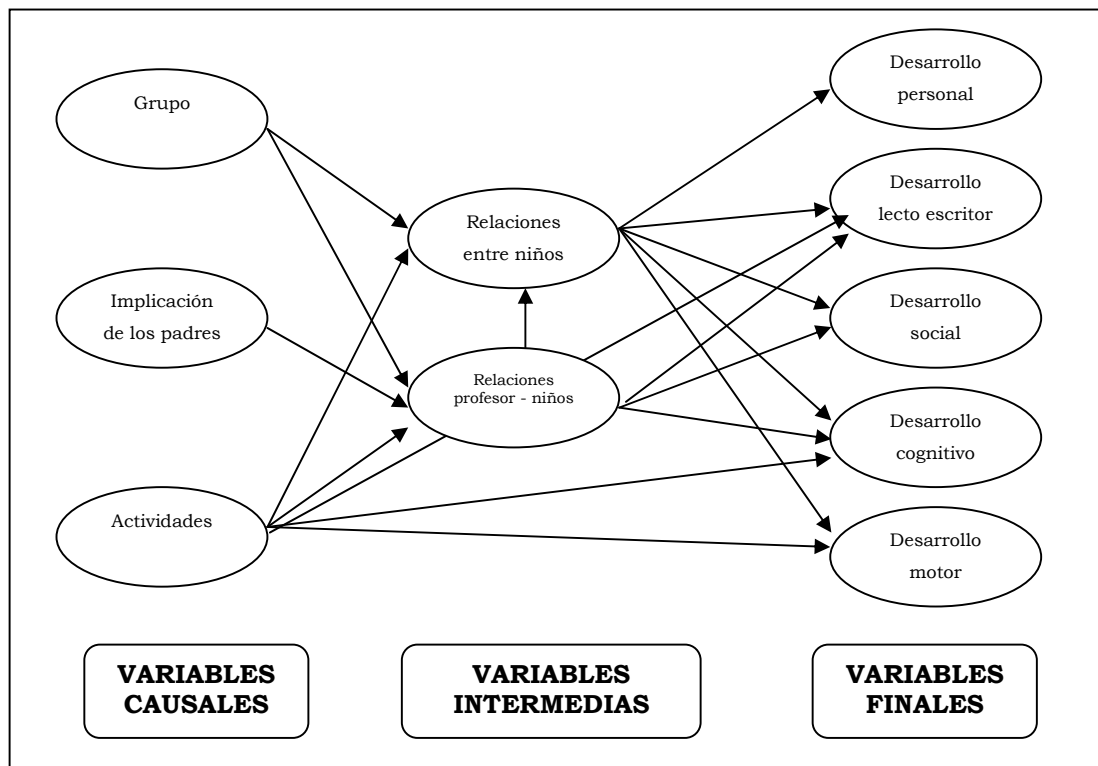 Grupo
Implicación
de los padres
Actividades
Relaciones
entre niños
Relaciones
profesor - niños
Desarrollo
personal
Desarrollo
lecto escritor
Desarrollo
social
Desarrollo
cognitivo
Desarrollo
motor
VARIABLES
CAUSALES
VARIABLES
INTERMEDIAS
VARIABLES
FINALES